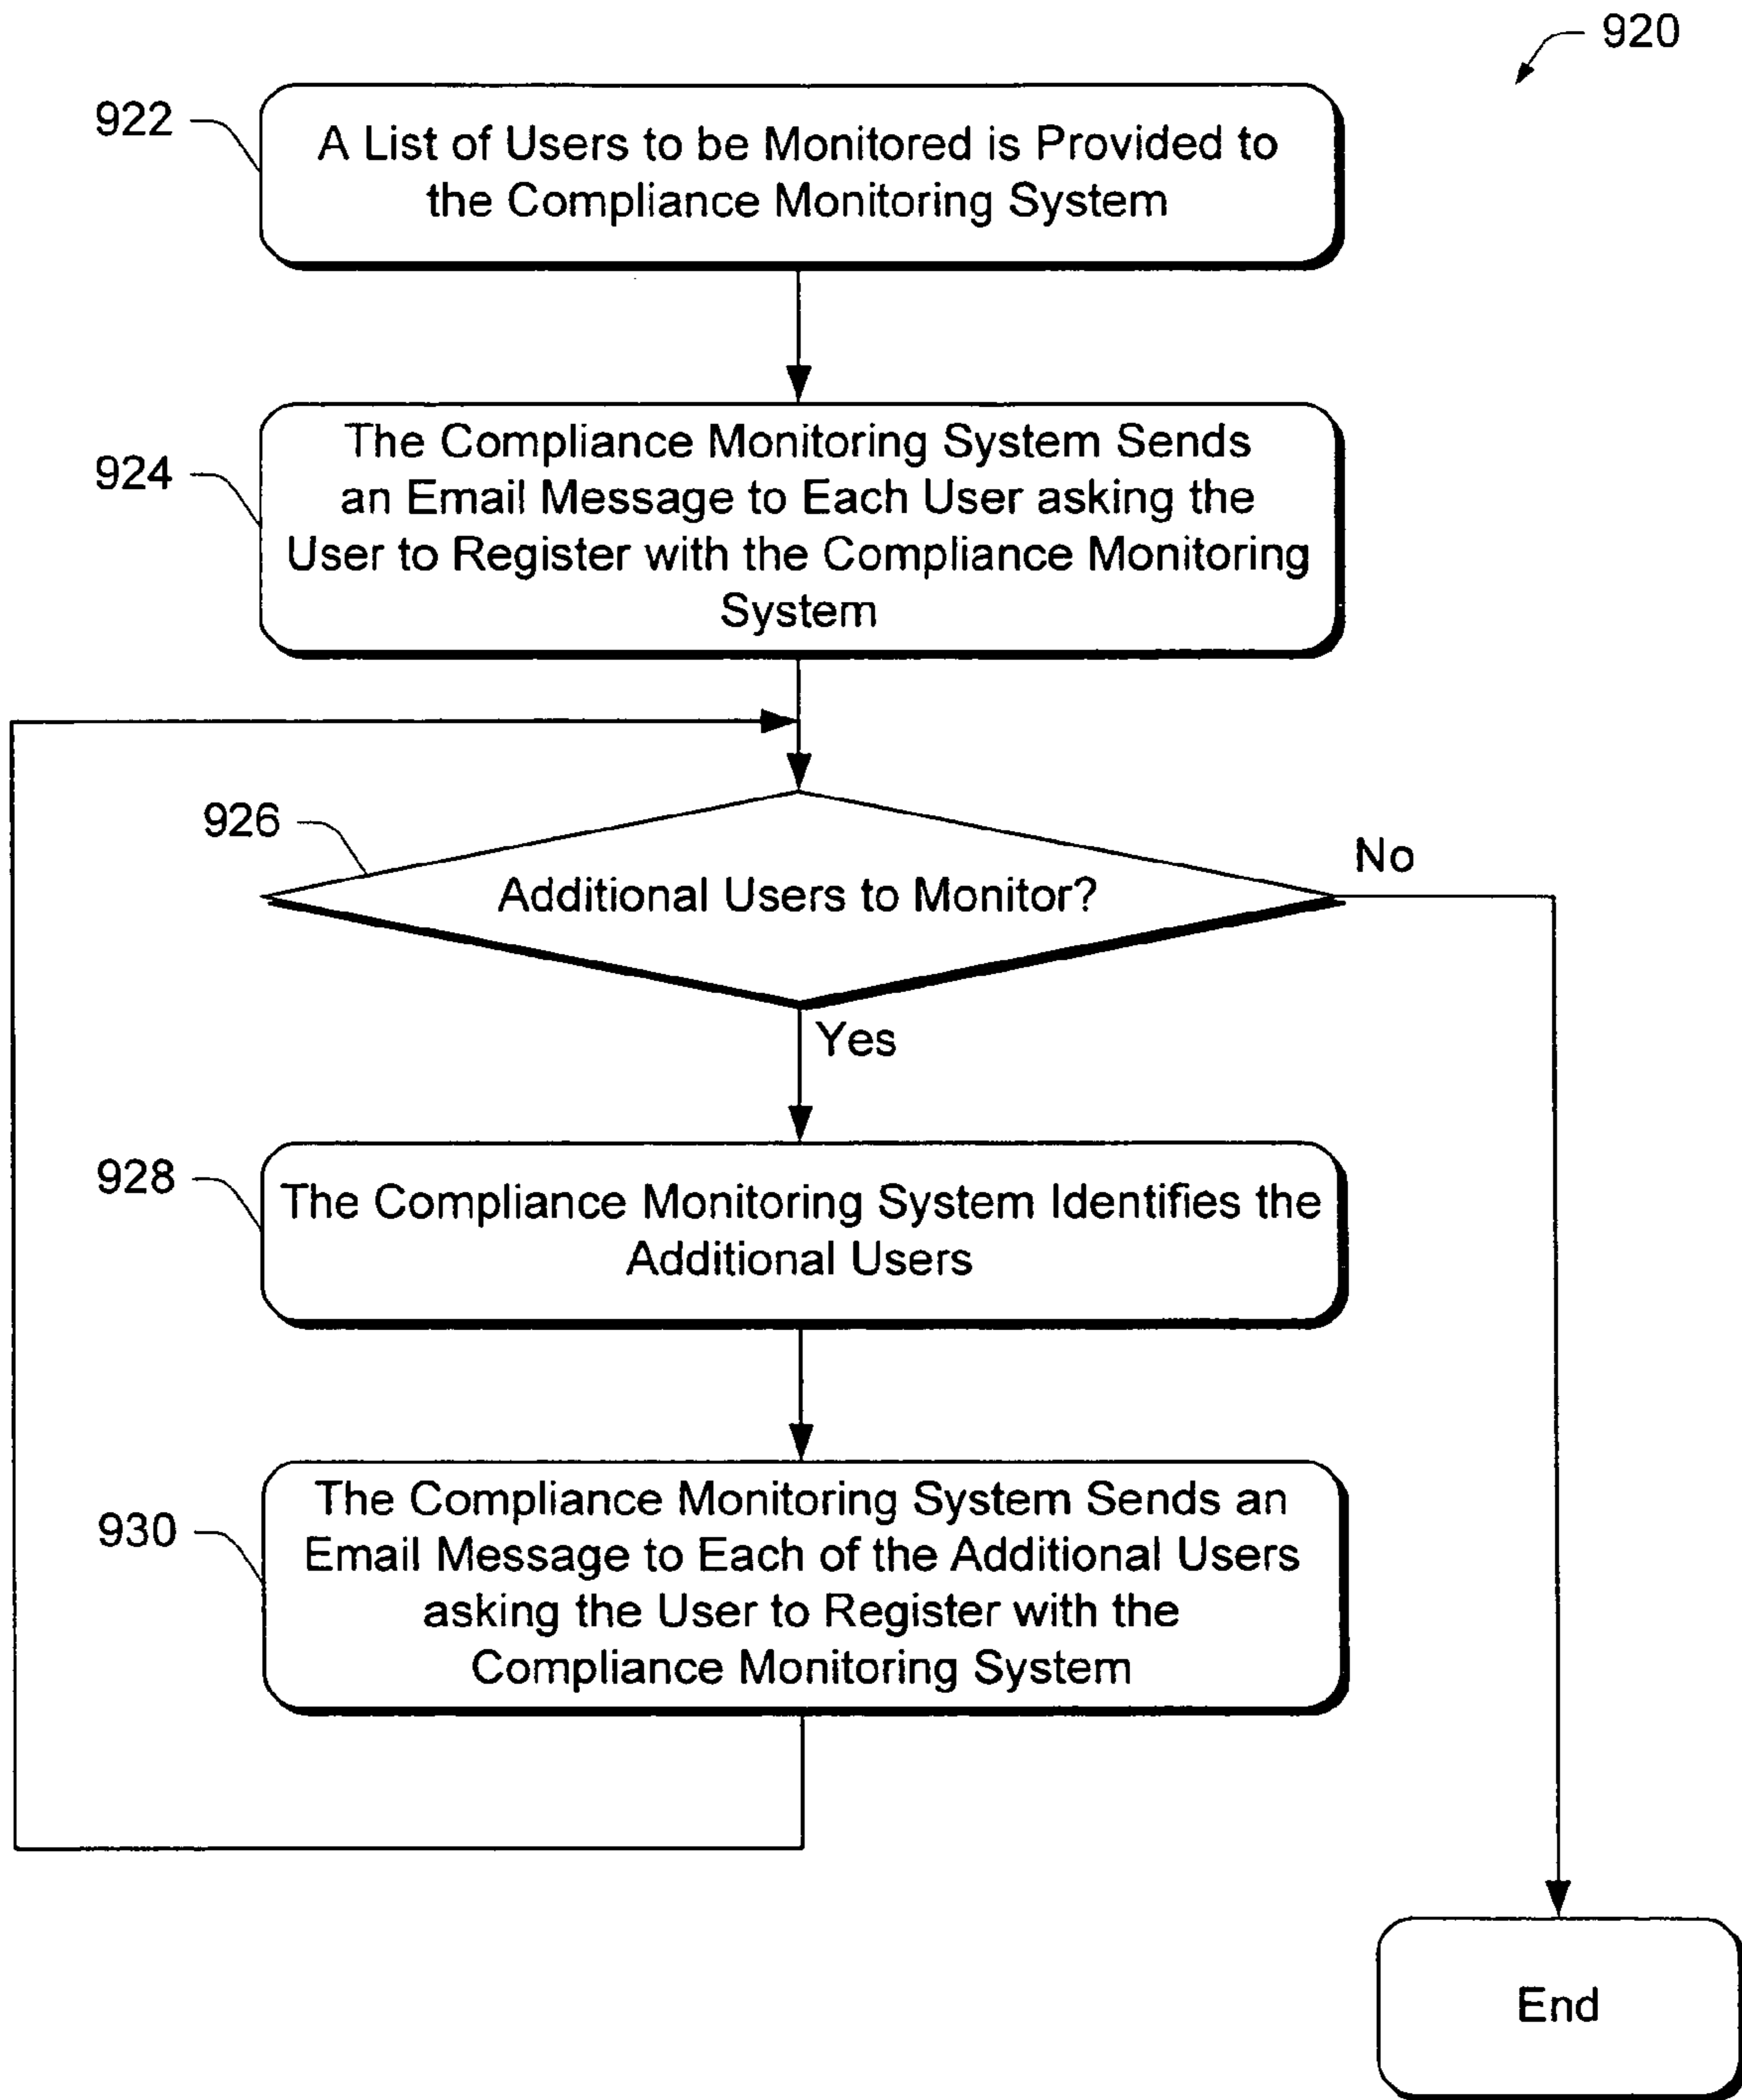 920
922
A List of Users to be Monitored is Provided to
the Compliance Monitoring System
924
The Compliance Monitoring System Sends
an Email Message to Each User asking the
User to Register with the Compliance Monitoring
System
926
Additional Users to Monitor?
No
Yes
928
The Compliance Monitoring System Identifies the
Additional Users
930
The Compliance Monitoring System Sends an
Email Message to Each of the Additional Users
asking the User to Register with the
Compliance Monitoring System
End